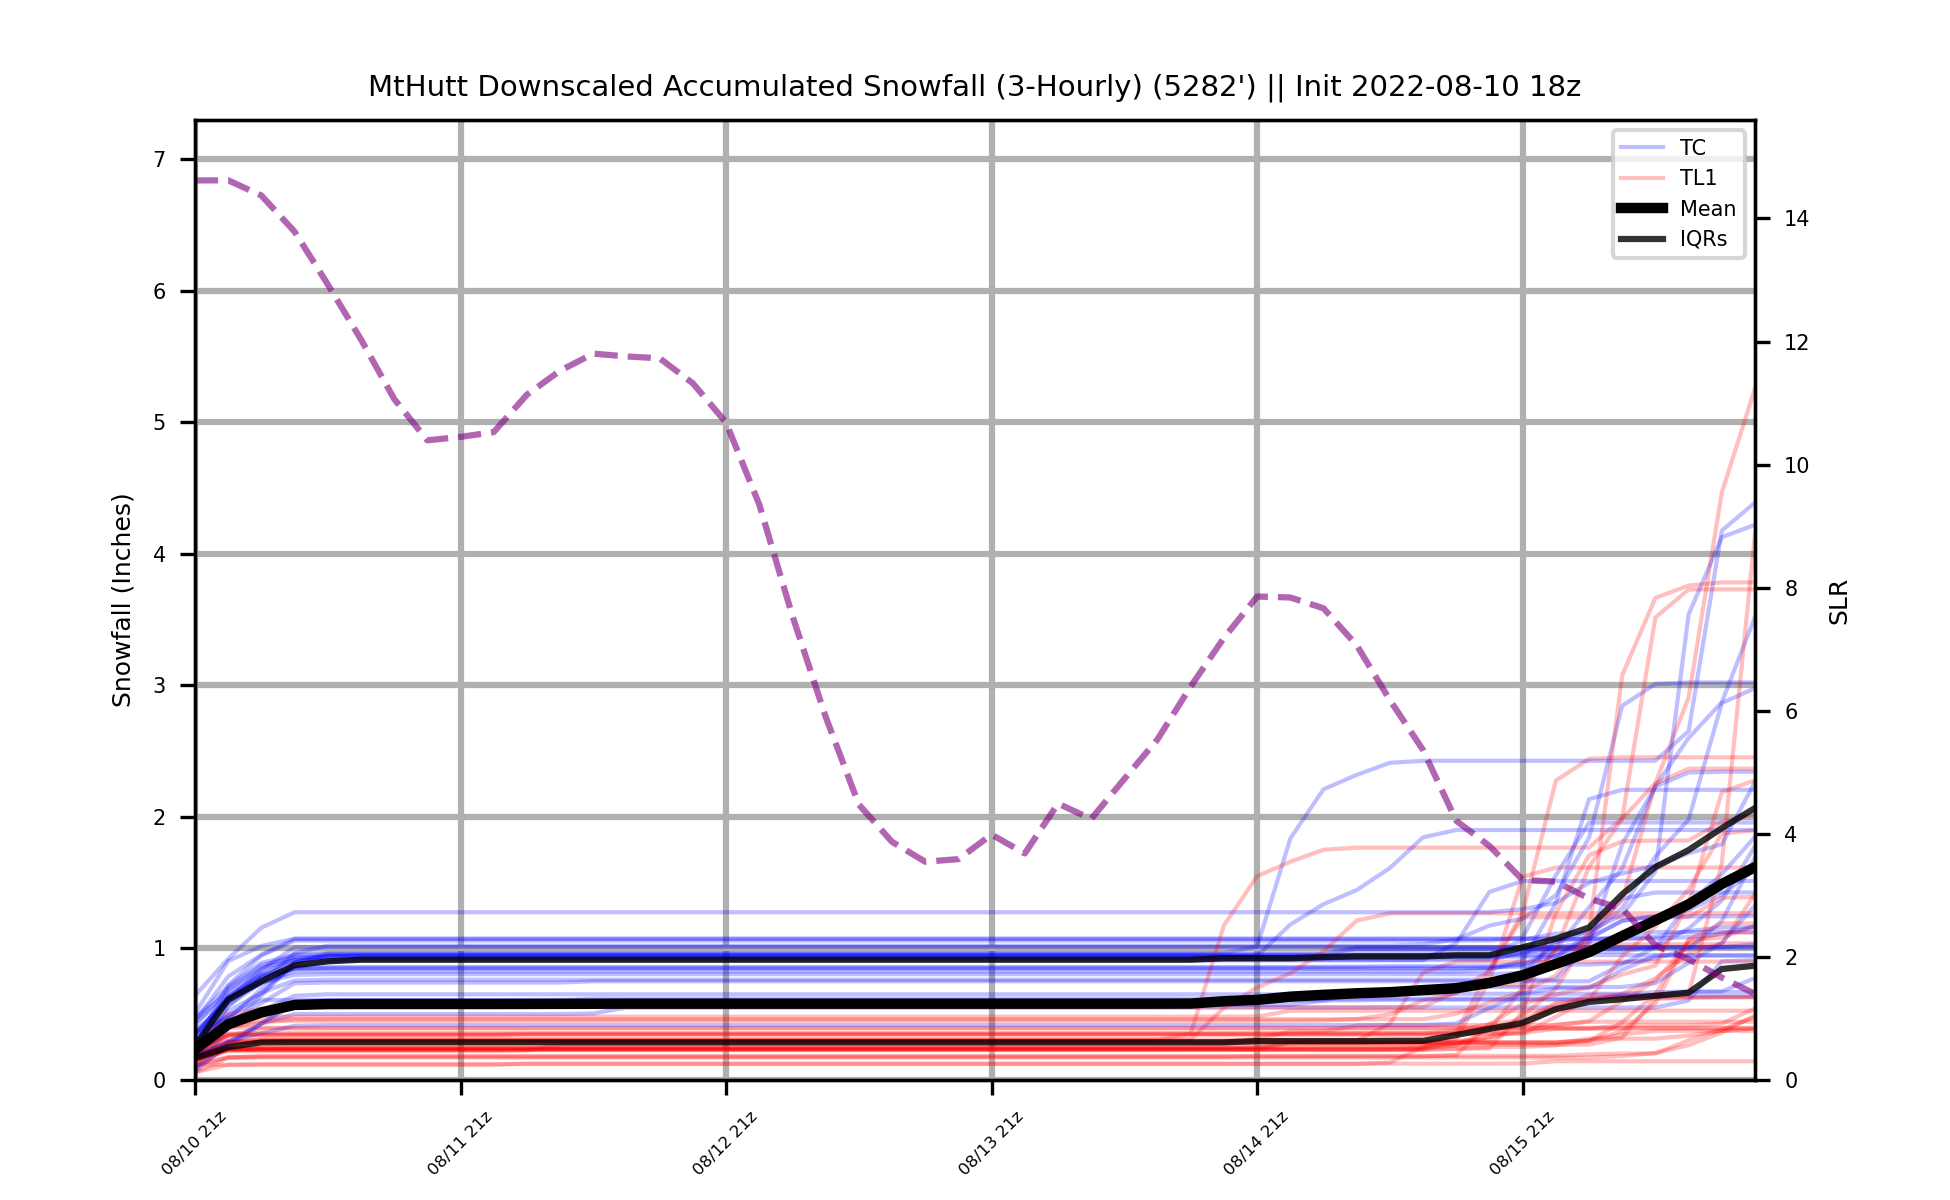 MtHutt Downscaled Accumulated Snowfall (3-Hourly) (5282') || Init 2022-08-10 18z
TC
TL1
Mean
IQRs
7
6
5
4
3
2
1
0
Snowfall (Inches)
14
12
10
8
6
4
2
0
SLR
08/10 21z
08/11 21z
08/12 21z
08/13 21z
08/14 21z
08/15 21z